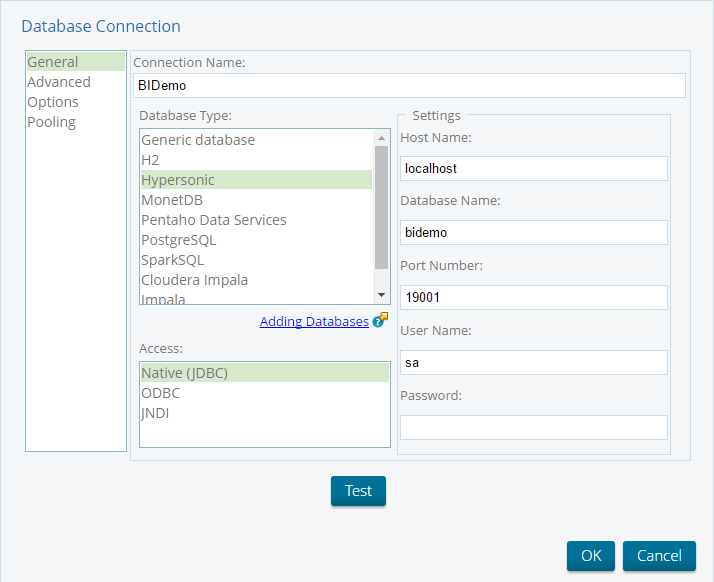 Database Connection
General
Advanced
Options
Pooling
Connection Name:
BIDemo
Database Type:
Generic database
H2
Hypersonic
MonetDB
Pentaho Data Services
PostgreSQL
SparkSQL
Cloudera Impala
Impala
Adding Databases
Access:
Native (JDBC)
ODBC
JNDI
Settings
Host Name:
localhost
Database Name:
bidemo
Port Number:
19001
User Name:
sa
Password:
Test
OK
Cancel